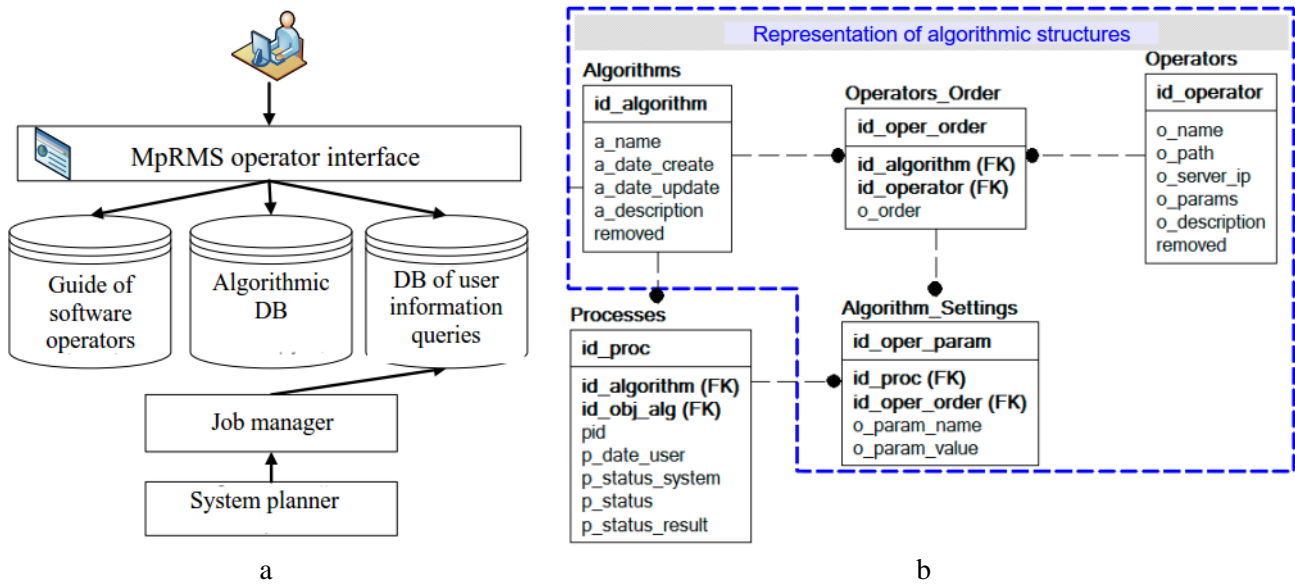 MpRMS operator interface
Guide of
software
operators
Algorithmic
DB
DB of user
information
queries
Job manager
System planner
a
Representation of algorithmic structures
Algorithms
id_algorithm
a_name
a_date_create
a_date_update
a_description
removed
Operators_Order
id_oper_order
id_algorithm (FK)
id_operator (FK)
o_order
Operators
id_operator
o_name
o_path
o_server_ip
o_params
o_description
removed
Processes
id_proc
id_algorithm (FK)
id_obj_alg (FK)
pid
p_date_user
p_status_system
p_status
p_status_result
Algorithm_Settings
id_oper_param
id_proc (FK)
id_oper_order (FK)
o_param_name
o_param_value
b